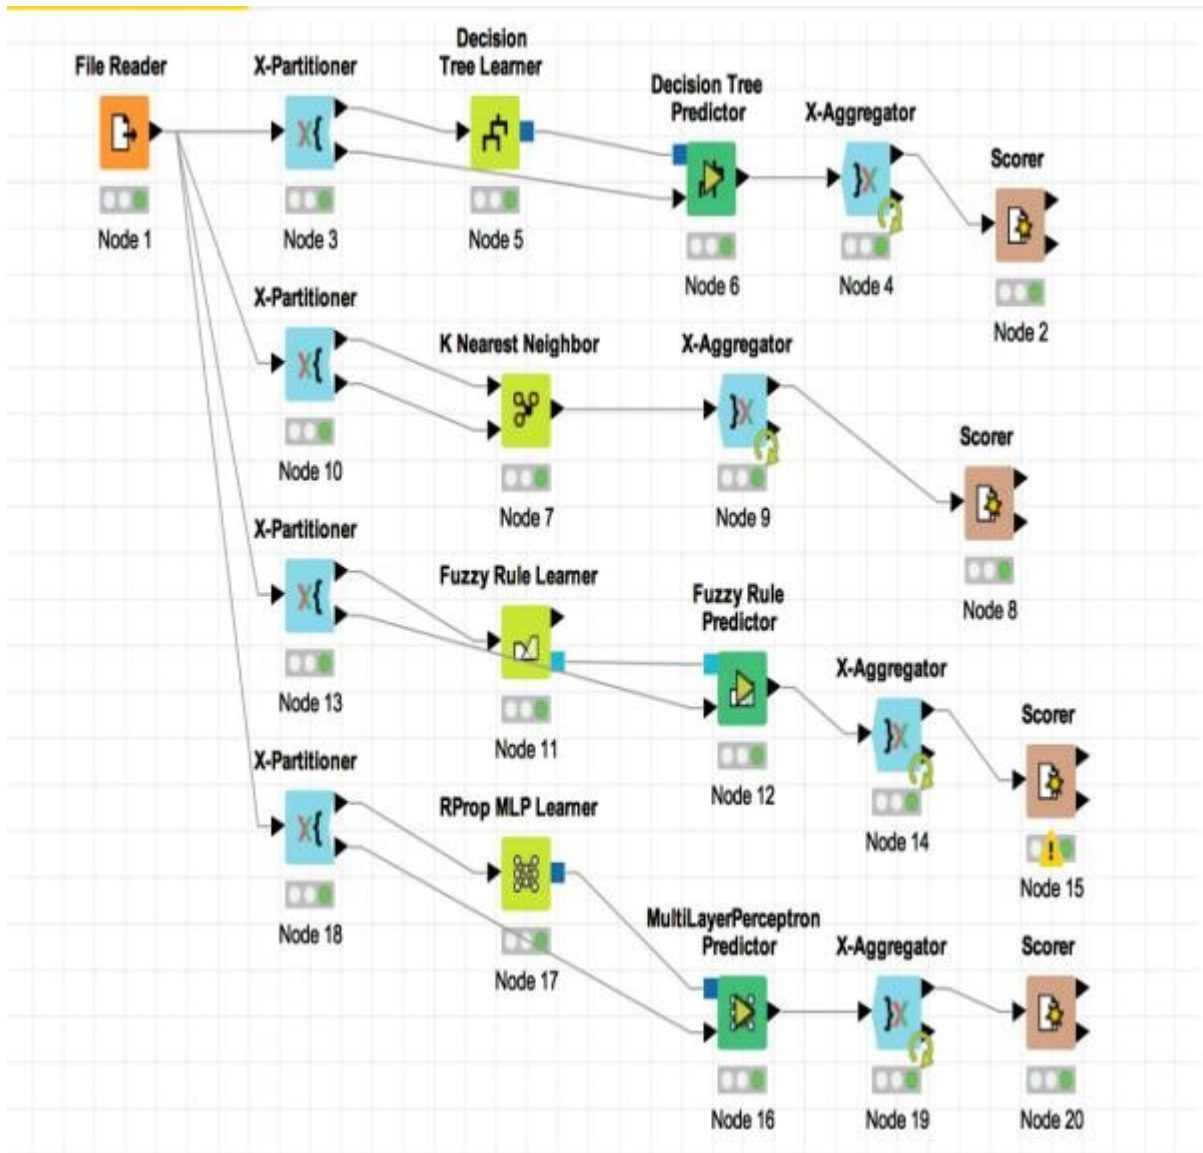 File Reader
Node 1
X-Partitioner
Node 3
Decision
Tree Learner
Node 5
Decision Tree
Predictor
Node 6
X-Aggregator
Node 4
Scorer
Node 2
X-Partitioner
Node 10
K Nearest Neighbor
Node 7
X-Aggregator
Node 9
Scorer
Node 8
X-Partitioner
Node 13
Fuzzy Rule Learner
Node 11
Fuzzy Rule
Predictor
Node 12
X-Aggregator
Node 14
Scorer
Node 15
X-Partitioner
Node 18
RProp MLP Learner
Node 17
MultiLayerPerceptron
Predictor
Node 16
X-Aggregator
Node 19
Scorer
Node 20